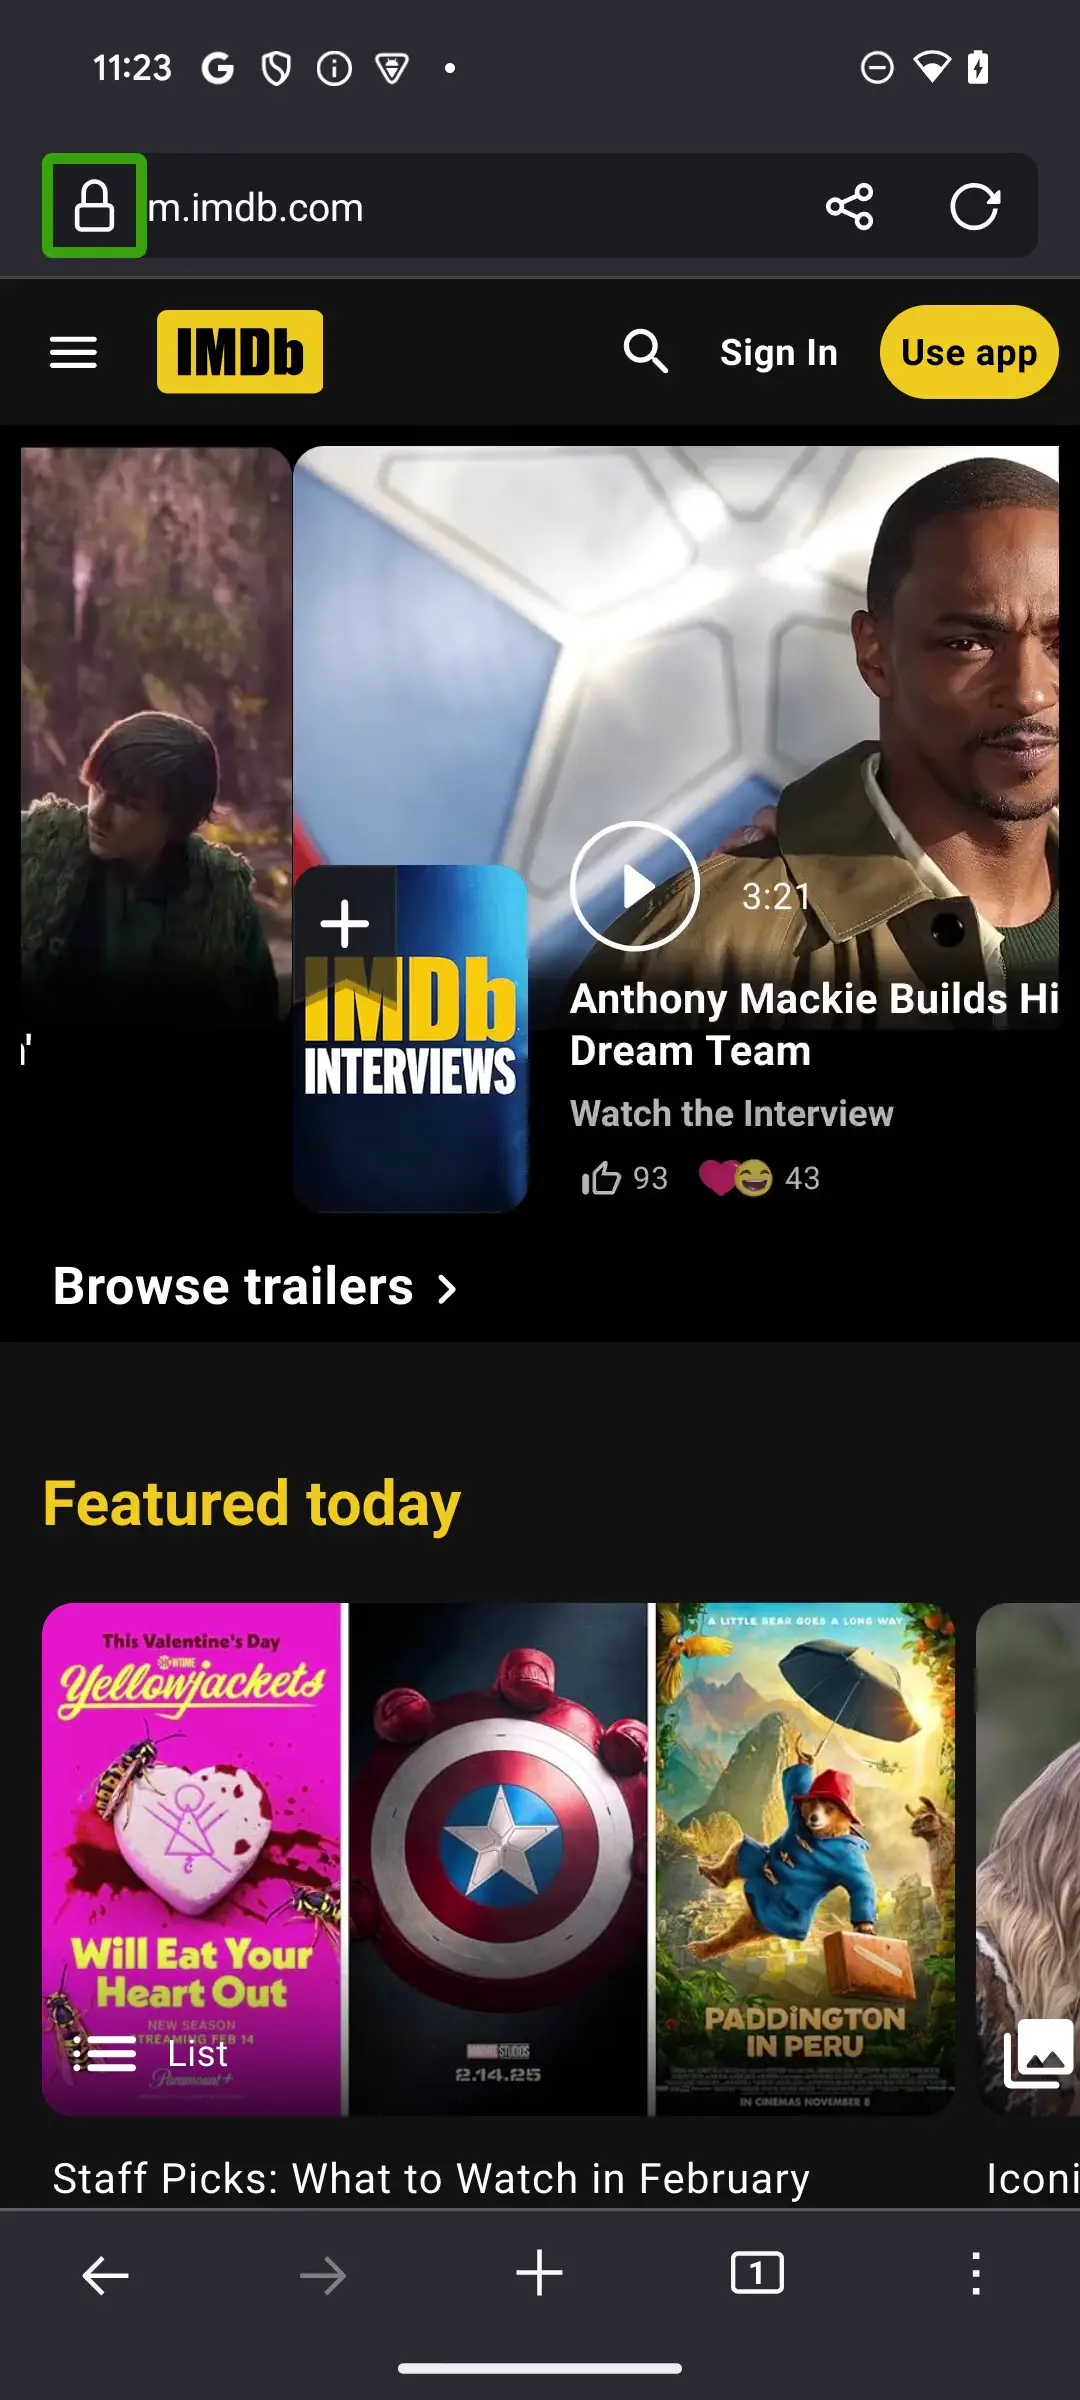 11:23
m.imdb.com
IMDb
Sign In
Use app
3:21
IMDb
INTERVIEWS
Anthony Mackie Builds Hi
Dream Team
Watch the Interview
93
43
n'
Browse trailers
Featured today
This Valentine's Day
SHOWTIME
Yellowjackets
Will Eat Your
Heart Out
NEW SEASON
STREAMING FEB 14
List
Paramount+
MARVEL STUDIOS
2.14.25
A LITTLE BEAR GOES A LONG WAY
PADDiNGTON
IN PERU
IN CINEMAS NOVEMBER 8
Staff Picks: What to Watch in February
Iconi
1